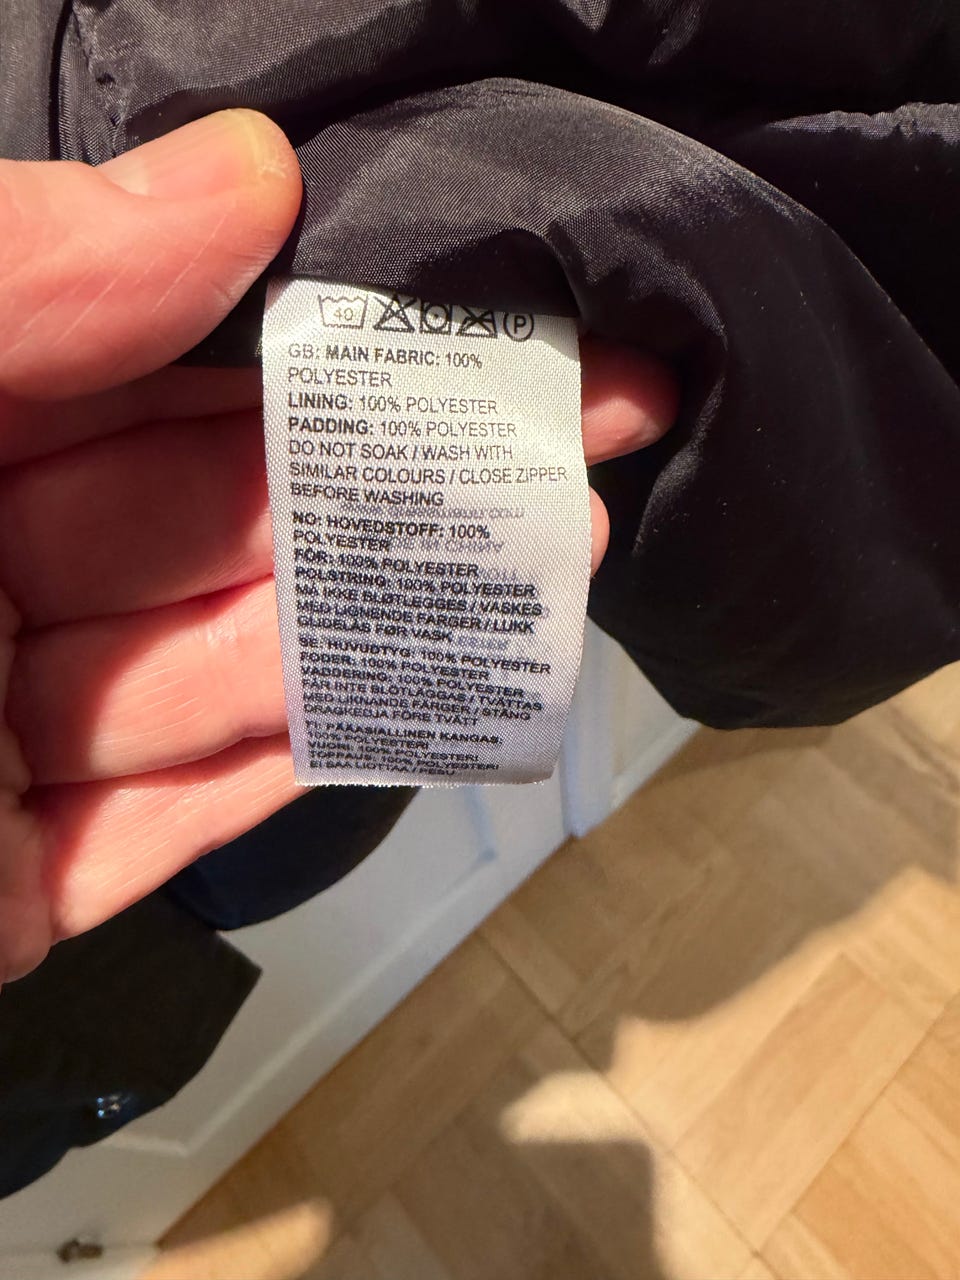 40 P
GB: MAIN FABRIC: 100%
POLYESTER
LINING: 100% POLYESTER
PADDING: 100% POLYESTER
DO NOT SOAK / WASH WITH
SIMILAR COLOURS / CLOSE ZIPPER
BEFORE WASHING
NO: HOVEDSTOFF: 100%
POLYESTER
FÔR: 100% POLYESTER
POLSTRING: 100% POLYESTER
MÅ IKKE BLØTLEGGES / VASKES
MED LIGNENDE FARGER / LUKK
GLIDELÅS FØR VASK
SE: HUVUDTYG: 100% POLYESTER
FODER: 100% POLYESTER
VADDERING: 100% POLYESTER
FÅR INTE BLÖTLÄGGAS / TVÄTTAS
MED LIKNANDE FÄRGER / STÄNG
DRAGKEDJA FÖRE TVÄTT
FI: PÄÄASIALLINEN KANGAS:
100% POLYESTERI
VUORI: 100% POLYESTERI
TOPPAUS: 100% POLYESTERI
EI SAA LIOTTAA / PESU